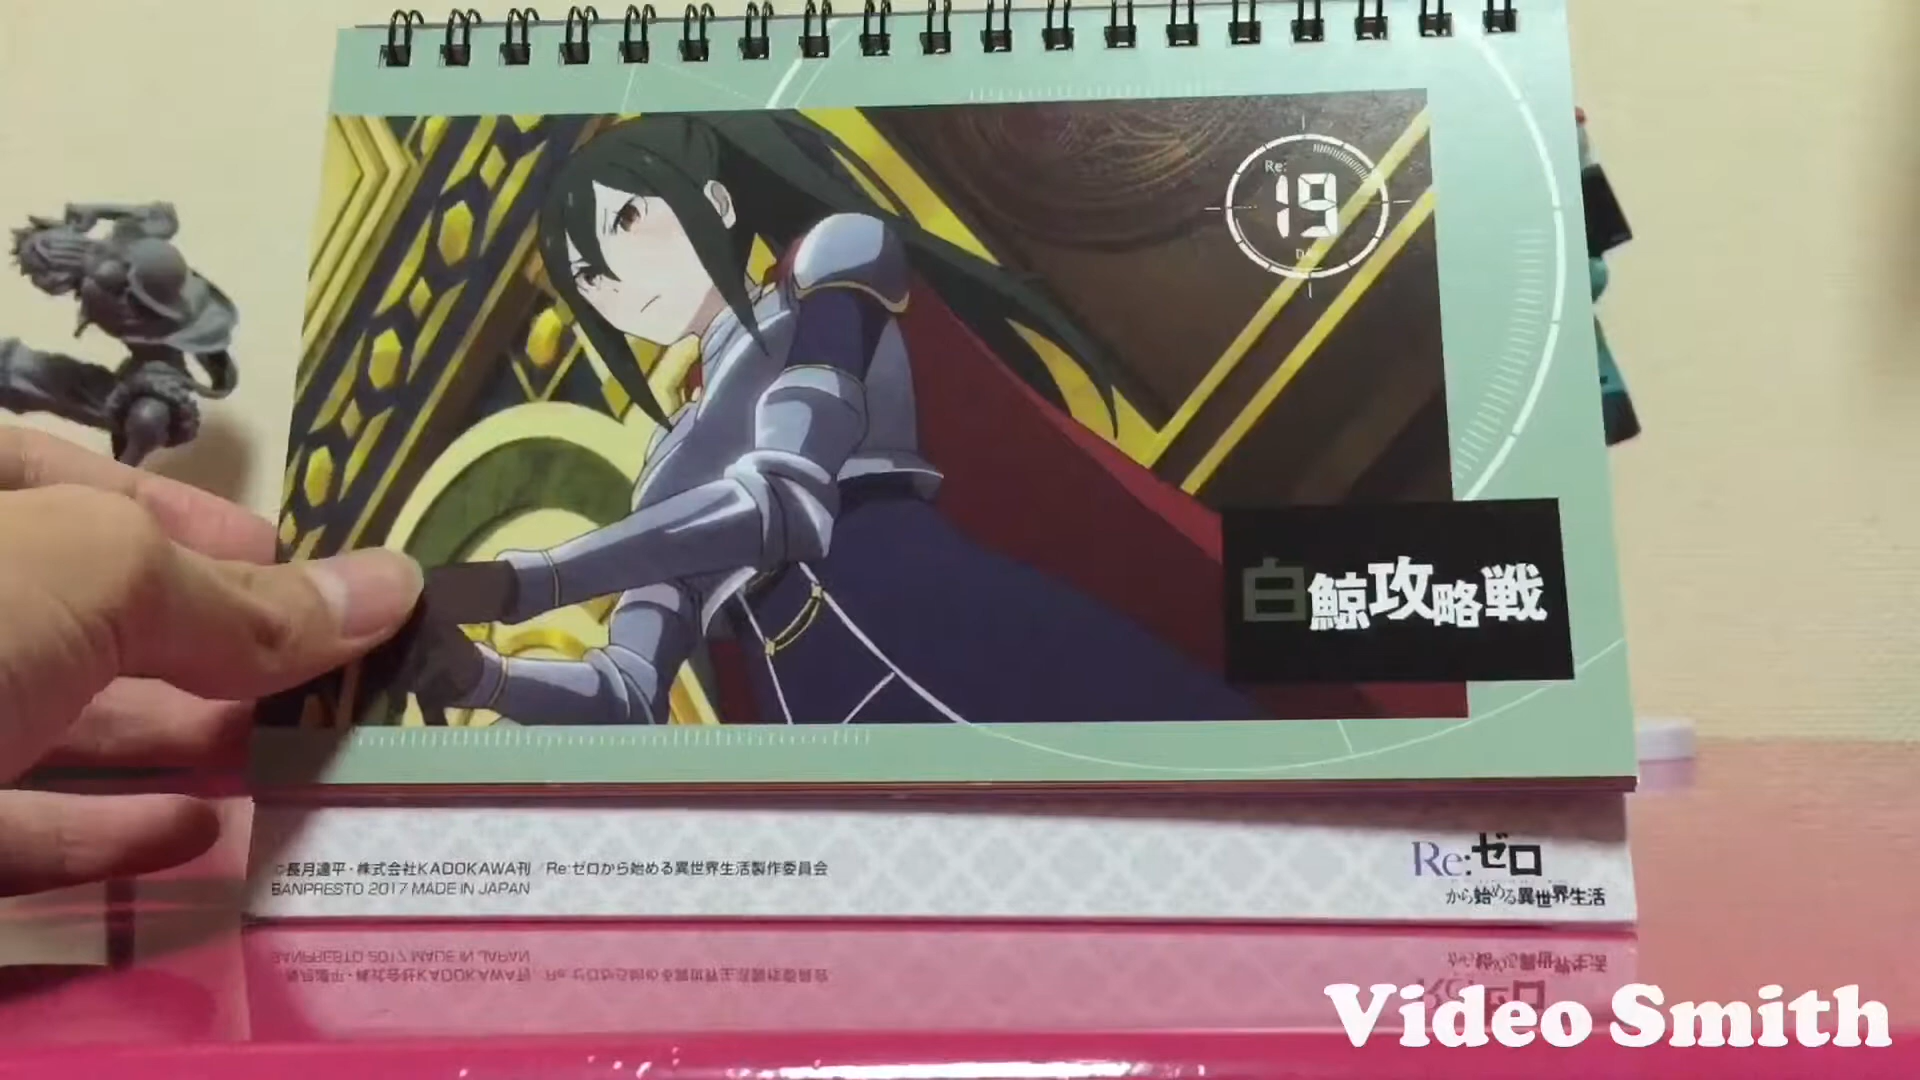 Re:
19
白鯨攻略戦
©長月達平・株式会社KADOKAWA刊／Re:ゼロから始める異世界生活製作委員会
BANPRESTO 2017 MADE IN JAPAN
Re:ゼロ
から始める異世界生活
Video Smith